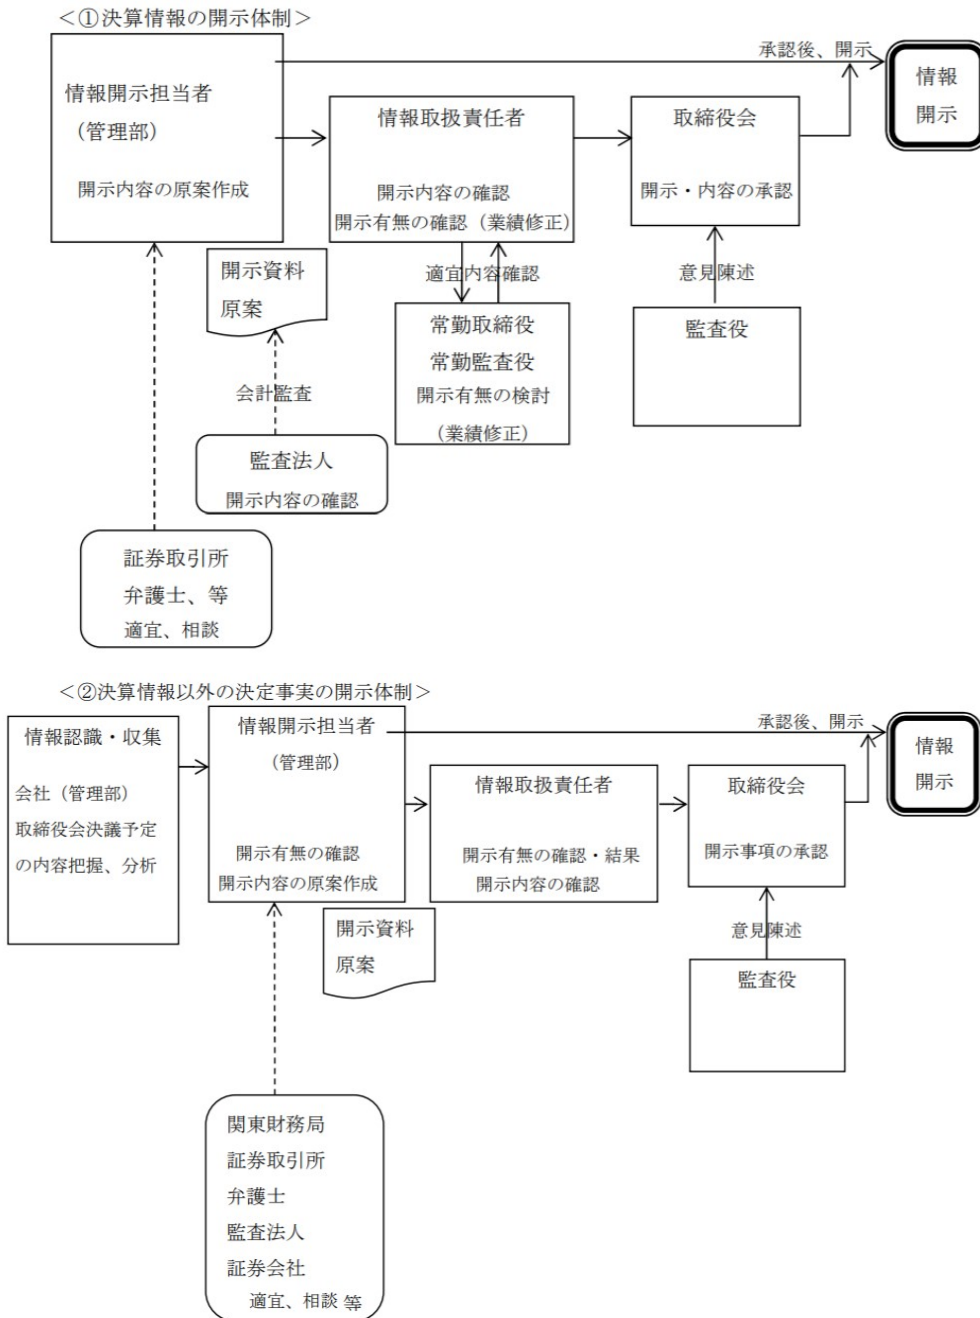 ＜①決算情報の開示体制＞
承認後、開示
情報
開示
情報開示担当者
（管理部）
開示内容の原案作成
情報取扱責任者
開示内容の確認
開示有無の確認（業績修正）
取締役会
開示・内容の承認
開示資料
原案
適宜内容確認
意見陳述
常勤取締役
常勤監査役
開示有無の検討
（業績修正）
監査役
会計監査
監査法人
開示内容の確認
証券取引所
弁護士、等
適宜、相談
＜②決算情報以外の決定事実の開示体制＞
情報認識・収集
会社（管理部）
取締役会決議予定
の内容把握、分析
情報開示担当者
（管理部）
開示有無の確認
開示内容の原案作成
承認後、開示
情報
開示
情報取扱責任者
開示有無の確認・結果
開示内容の確認
取締役会
開示事項の承認
開示資料
原案
意見陳述
監査役
関東財務局
証券取引所
弁護士
監査法人
証券会社
適宜、相談 等